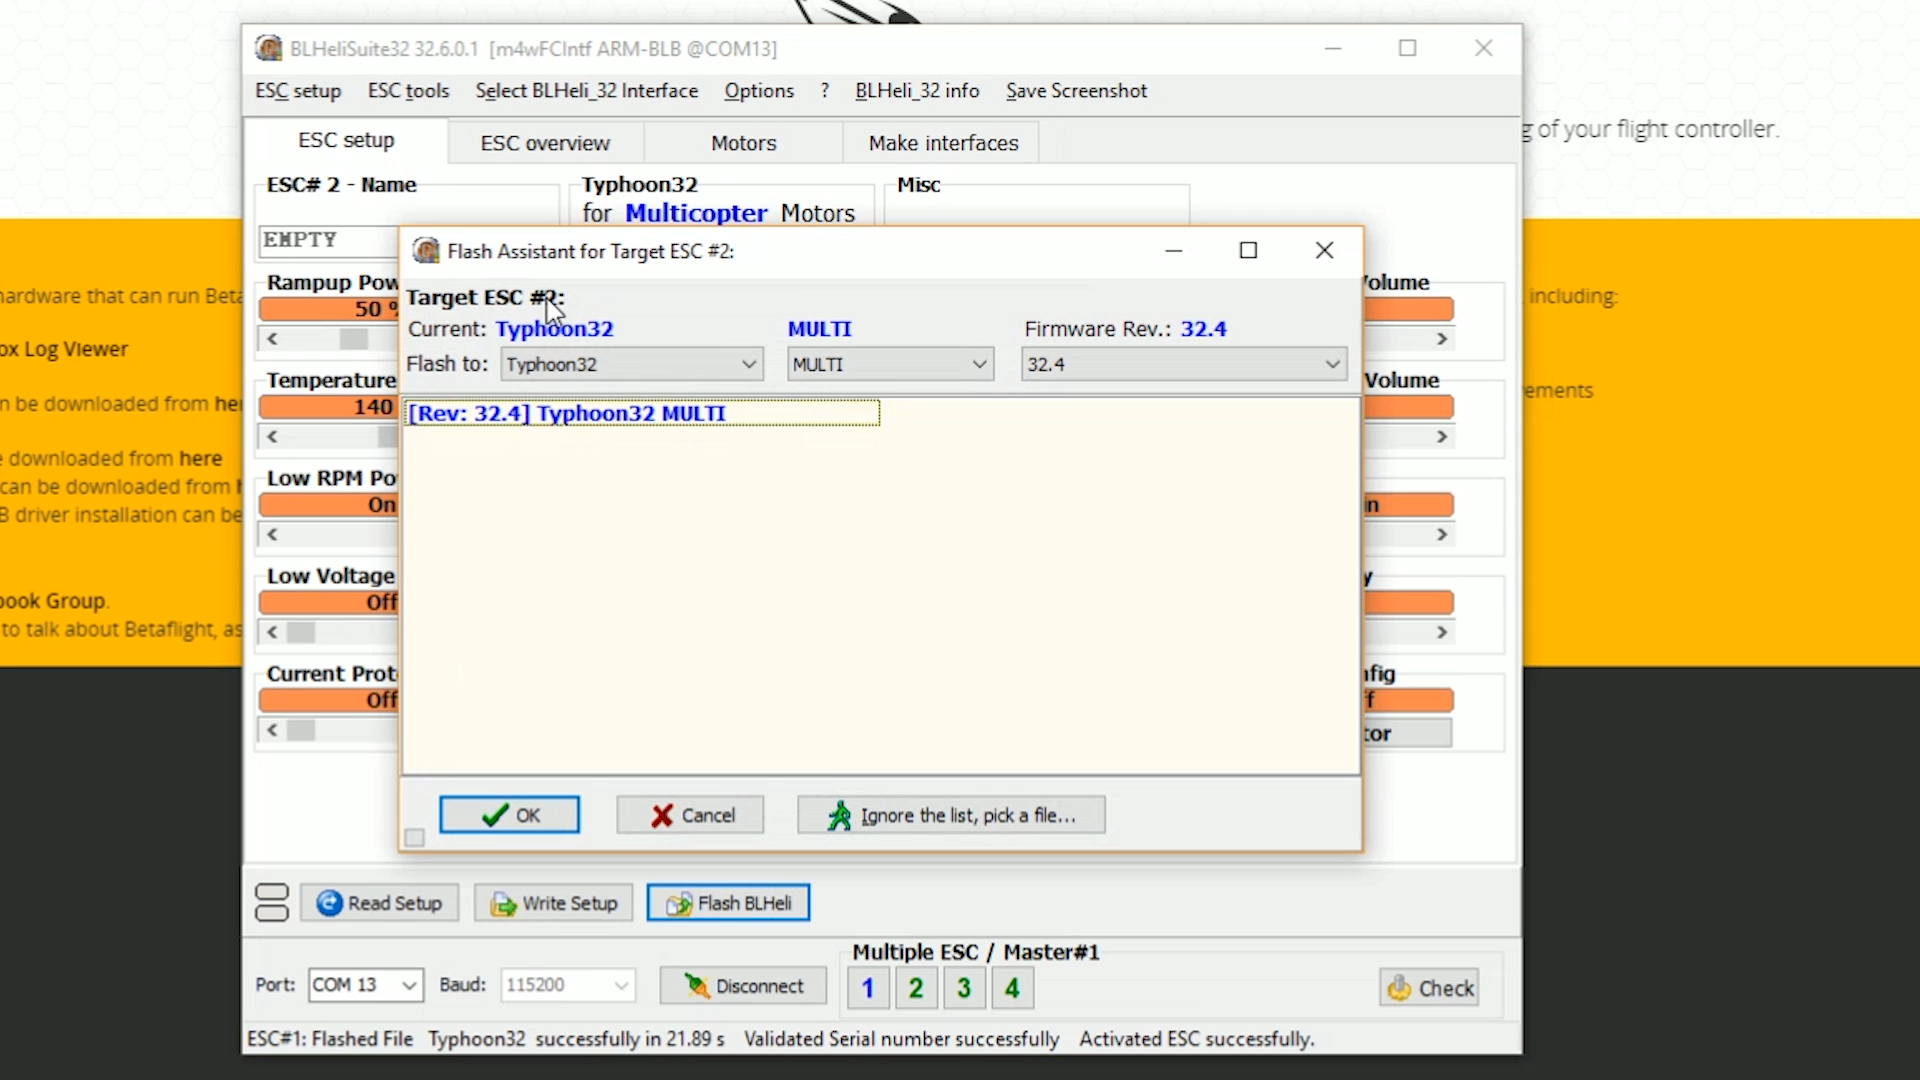 BLHeliSuite32 32.6.0.1 [m4wFCIntf ARM-BLB @COM13]
ESC setup ESC tools Select BLHeli_32 Interface Options ? BLHeli_32 info Save Screenshot
g of your flight controller.
ESC setup ESC overview Motors Make interfaces
ESC# 2 - Name Typhoon32 Misc
for Multicopter Motors
EMPTY
Flash Assistant for Target ESC #2:
Rampup Pow
Volume
hardware that can run Beta
including:
Target ESC #2:
50 %
Current: Typhoon32 MULTI Firmware Rev.: 32.4
ox Log Viewer
Flash to: Typhoon32 MULTI 32.4
Temperature
Volume
ements
n be downloaded from her
140
[Rev: 32.4] Typhoon32 MULTI
e downloaded from here
Low RPM Po
can be downloaded from h
On
in
B driver installation can be
Low Voltage
y
book Group.
Off
to talk about Betaflight, as
Current Prot
nfig
Off
f
tor
OK Cancel Ignore the list, pick a file...
Read Setup Write Setup Flash BLHeli
Multiple ESC / Master#1
Port: COM 13 Baud: 115200 Disconnect 1 2 3 4 Check
ESC#1: Flashed File Typhoon32 successfully in 21.89 s Validated Serial number successfully Activated ESC successfully.